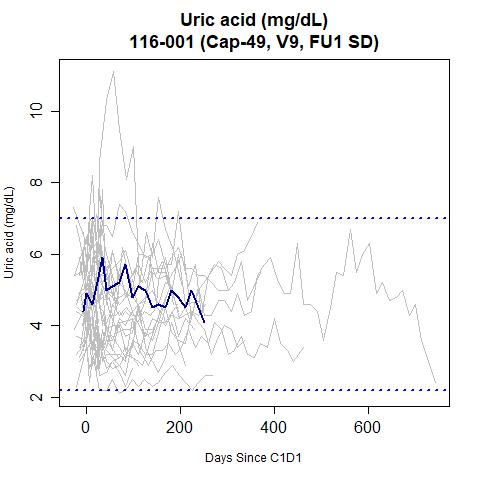 Uric acid (mg/dL)
116-001 (Cap-49, V9, FU1 SD)
Uric acid (mg/dL)
10
8
6
4
2
0
200
400
600
Days Since C1D1